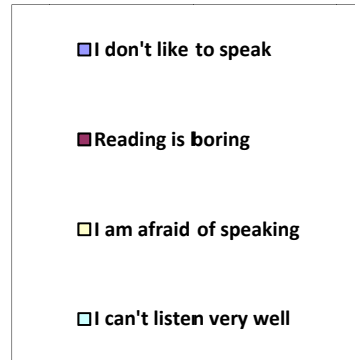 I don't like to speak
Reading is boring
I am afraid of speaking
I can't listen very well